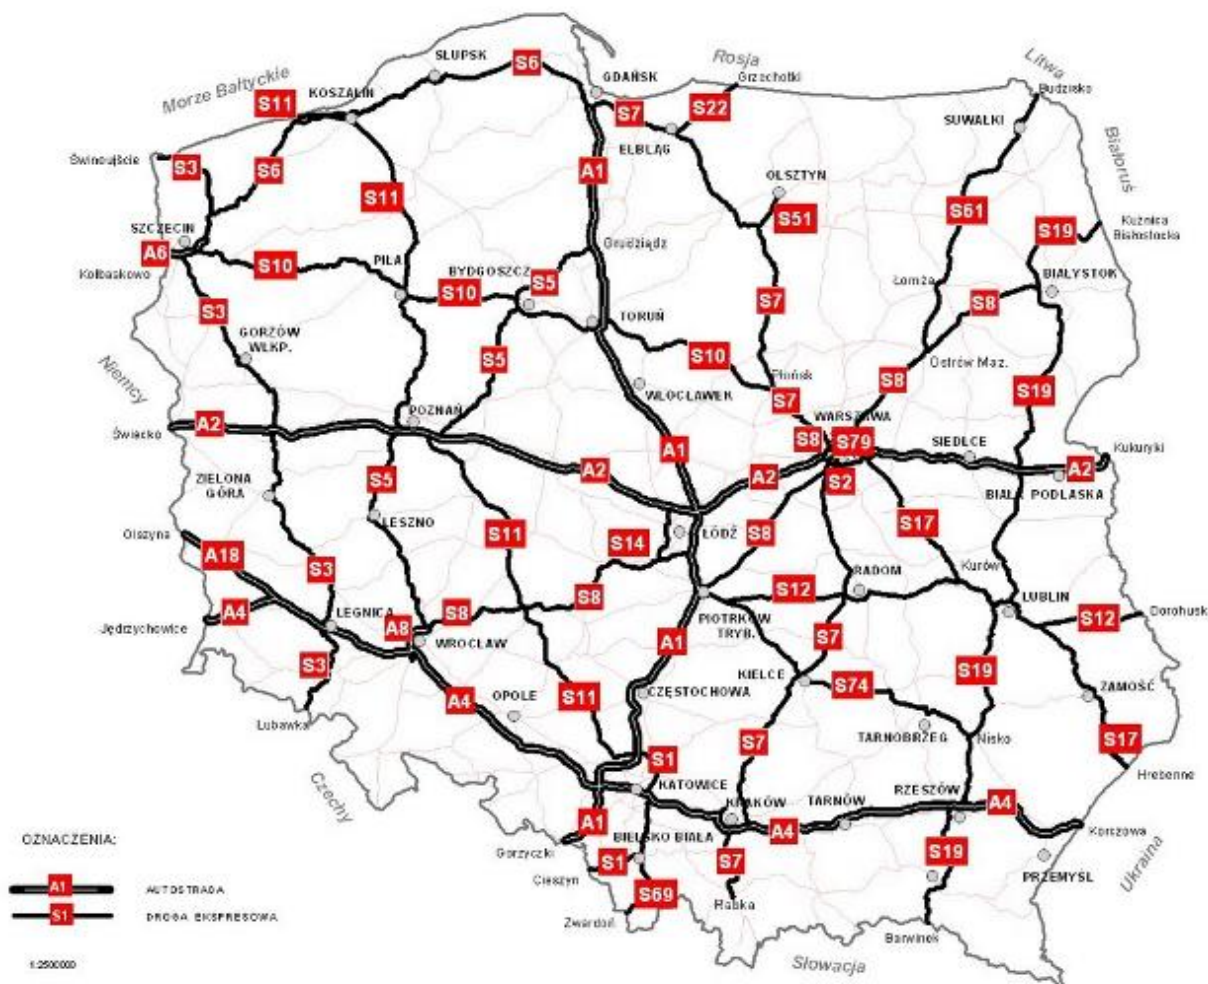 Morze Bałtyckie
SŁUPSK
S6
GDAŃSK
Rosja
Grzechotki
Litwa
Budzisko
S11
KOSZALIN
S7
S22
SUWAŁKI
ELBLĄG
Białoruś
Świnoujście
S3
S6
A1
OLSZTYN
S11
S51
S61
Kuźnica
Białostocka
S19
SZCZECIN
A6
Kołbaskowo
S10
PIŁA
BYDGOSZCZ
Grudziądz
S5
S10
Łomża
BIAŁYSTOK
S3
S7
S8
GORZÓW
WLKP.
TORUŃ
S5
S10
Ostrów Maz.
Niemcy
Płońsk
S8
S19
WŁOCŁAWEK
S7
Świecko
A2
POZNAŃ
WARSZAWA
S8
S79
SIEDLCE
Kukuryki
A1
A2
A2
S2
A2
BIAŁA PODLASKA
ZIELONA
GÓRA
S5
LESZNO
S11
S14
ŁÓDŹ
S8
S17
Olszyna
A18
S3
Kurów
RADOM
S12
S8
S8
LUBLIN
S12
Dorohusk
A4
Jędrzychowice
LEGNICA
A8
WROCŁAW
PIOTRKÓW
TRYB.
A1
S7
S3
KIELCE
S74
S19
ZAMOŚĆ
Lubawka
A4
OPOLE
S11
CZĘSTOCHOWA
TARNOBRZEG
Nisko
S17
Hrebenne
Czechy
S1
S7
KATOWICE
KRAKÓW
TARNÓW
RZESZÓW
A4
A1
BIELSKO BIAŁA
A4
Korczowa
Gorzyczki
S1
Cieszyn
S7
S19
PRZEMYŚL
Ukraina
S69
Zwardoń
Rabka
Barwinek
Słowacja
OZNACZENIA:
A1
AUTOSTRADA
S1
DROGA EKSPRESOWA
1:2500000